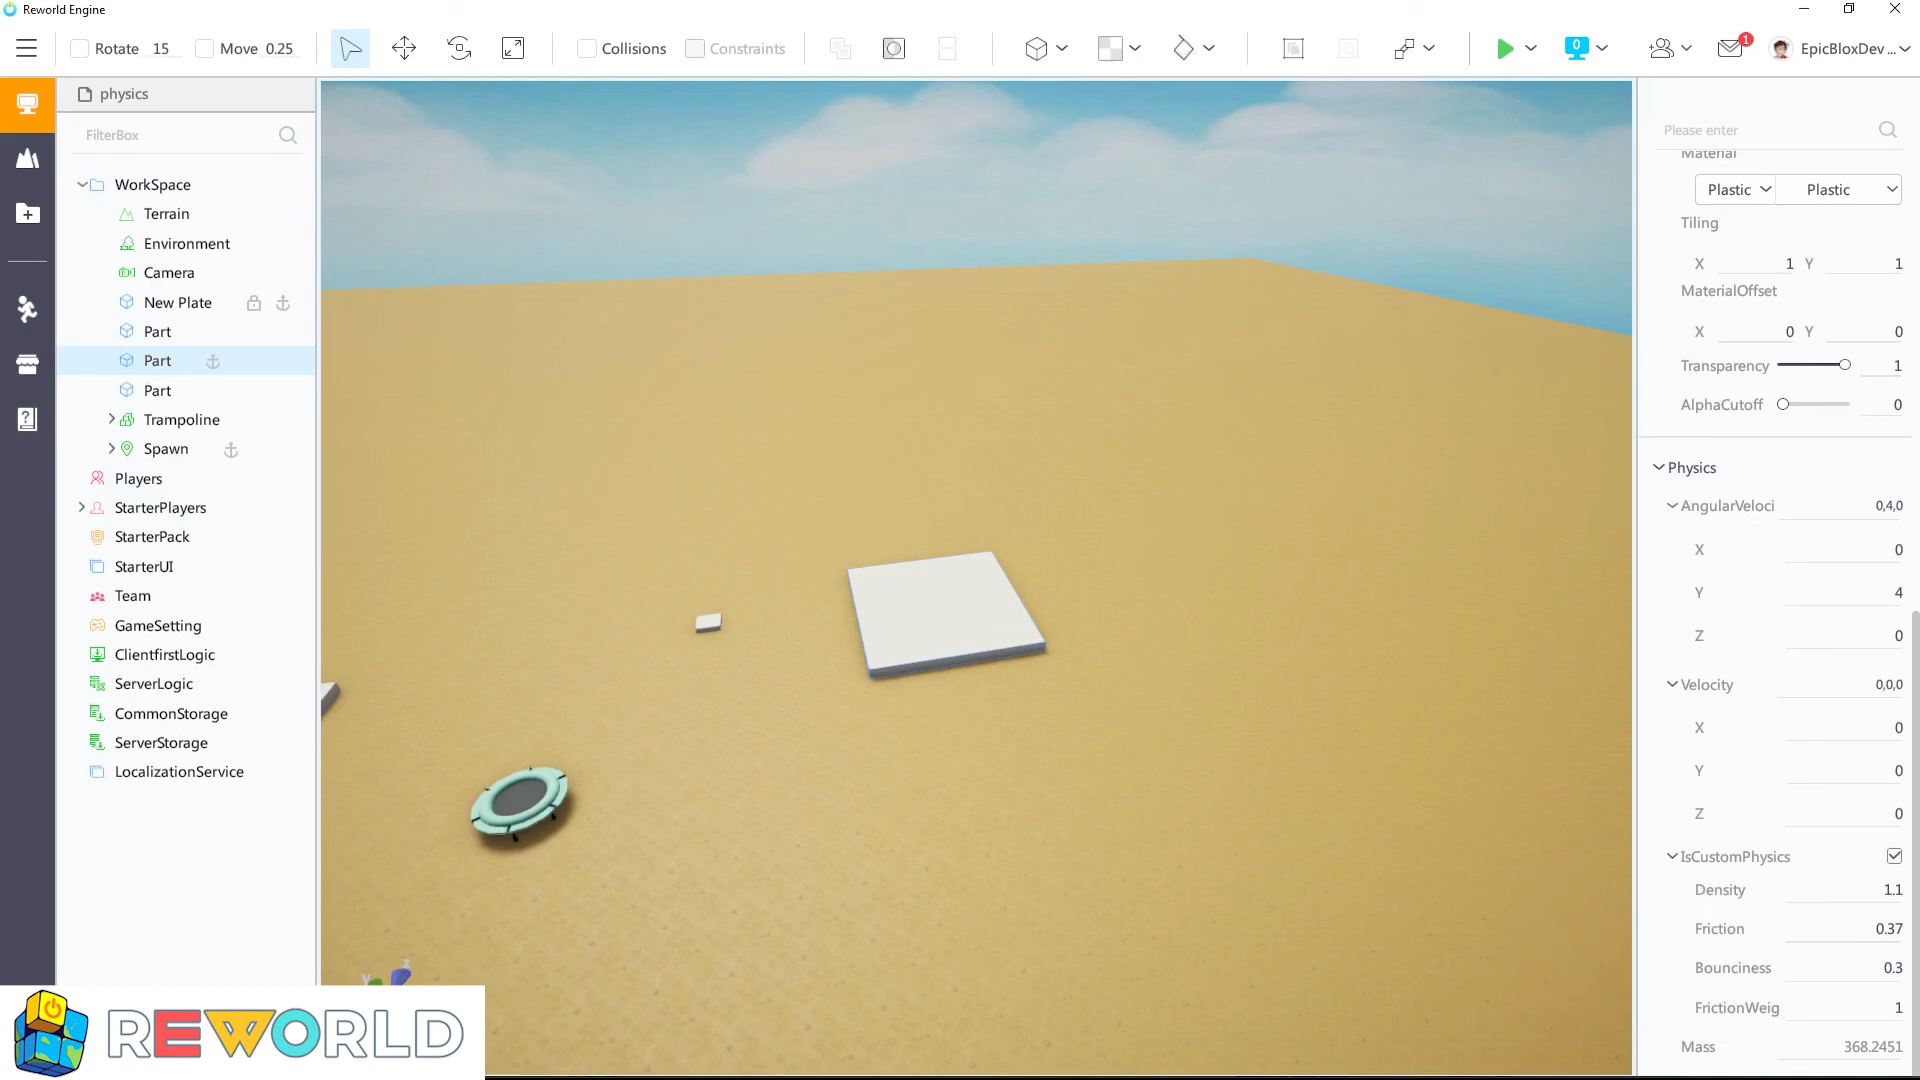 Reworld Engine
Rotate 15 Move 0.25 Collisions Constraints 0 1 EpicBloxDev ...
physics
FilterBox
WorkSpace
Terrain
Environment
Camera
New Plate
Part
Part
Part
Trampoline
Spawn
Players
StarterPlayers
StarterPack
StarterUI
Team
GameSetting
ClientfirstLogic
ServerLogic
CommonStorage
ServerStorage
LocalizationService
Z
Y
REWORLD
Please enter
Material
Plastic Plastic
Tiling
X 1 Y 1
MaterialOffset
X 0 Y 0
Transparency 1
AlphaCutoff 0
Physics
AngularVeloci 0,4,0
X 0
Y 4
Z 0
Velocity 0,0,0
X 0
Y 0
Z 0
IsCustomPhysics
Density 1.1
Friction 0.37
Bounciness 0.3
FrictionWeig 1
Mass 368.2451